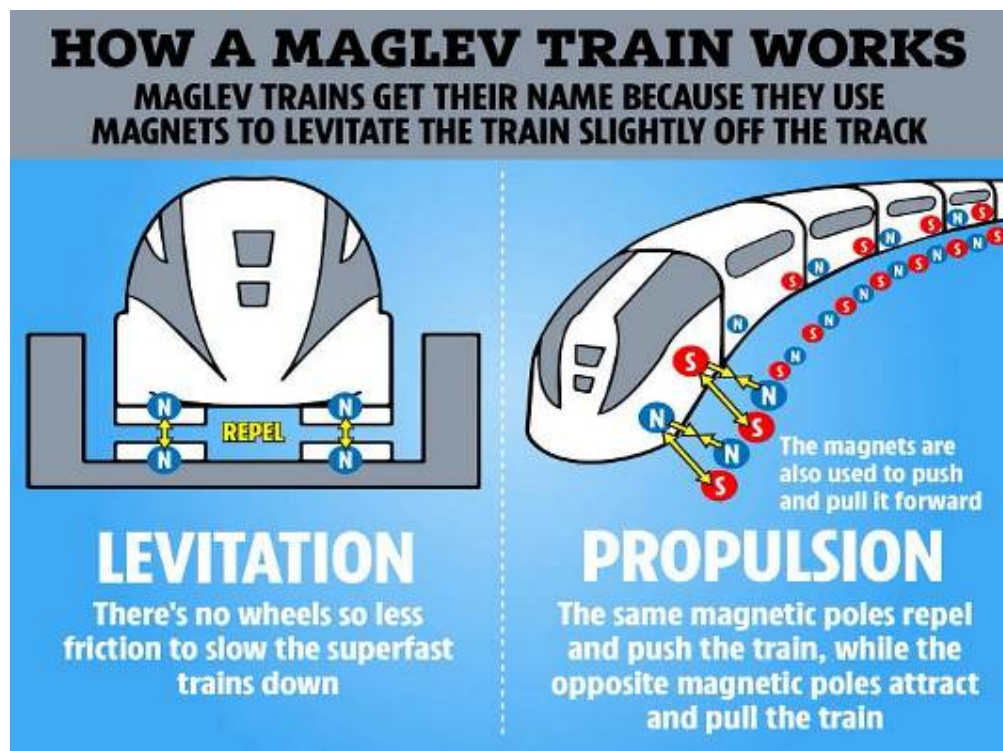 HOW A MAGLEV TRAIN WORKS
MAGLEV TRAINS GET THEIR NAME BECAUSE THEY USE
MAGNETS TO LEVITATE THE TRAIN SLIGHTLY OFF THE TRACK
N
N
REPEL
N
N
LEVITATION
There's no wheels so less
friction to slow the superfast
trains down
S
N
S
N
S
N
S
N
S
N
S
N
S
N
S
N
S
N
S
N
S
N
S
N
S
N
S
The magnets are
also used to push
and pull it forward
PROPULSION
The same magnetic poles repel
and push the train, while the
opposite magnetic poles attract
and pull the train